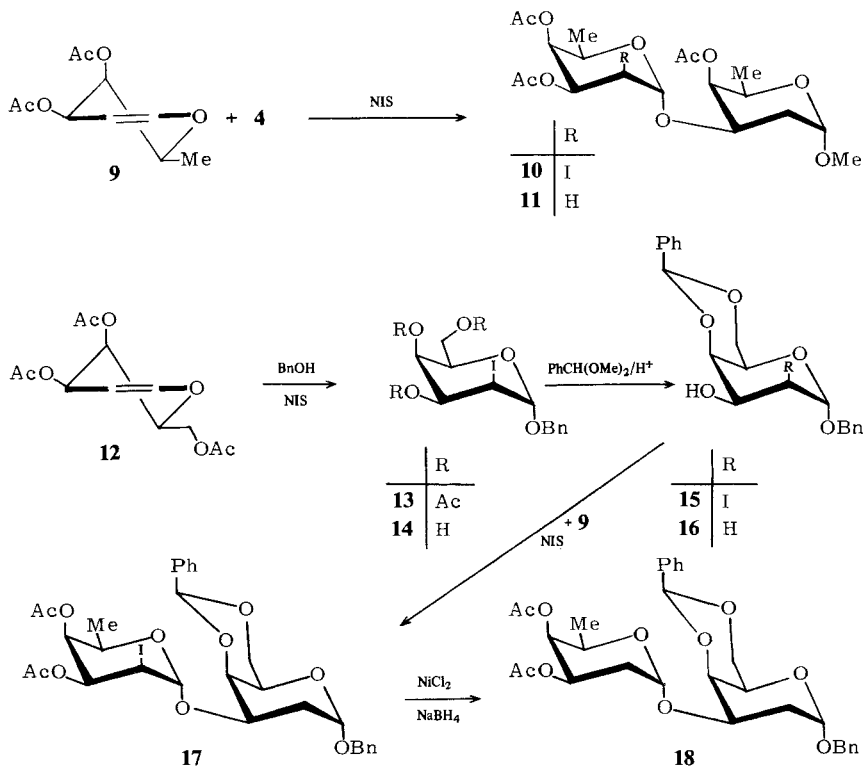 AcO
AcO
O
Me
9
+ 4
NIS
AcO
Me
O
R
AcO
O
AcO
Me
O
OMe
R
10 I
11 H
AcO
AcO
O
OAc
12
BnOH
NIS
RO
OR
O
I
RO
OBn
R
13 Ac
14 H
PhCH(OMe)2/H+
Ph
O
O
O
R
HO
OBn
R
15 I
16 H
+ 9
NIS
Ph
O
O
AcO
Me
O
I
AcO
O
O
OBn
17
NiCl2
NaBH4
Ph
O
O
AcO
Me
O
AcO
O
O
OBn
18